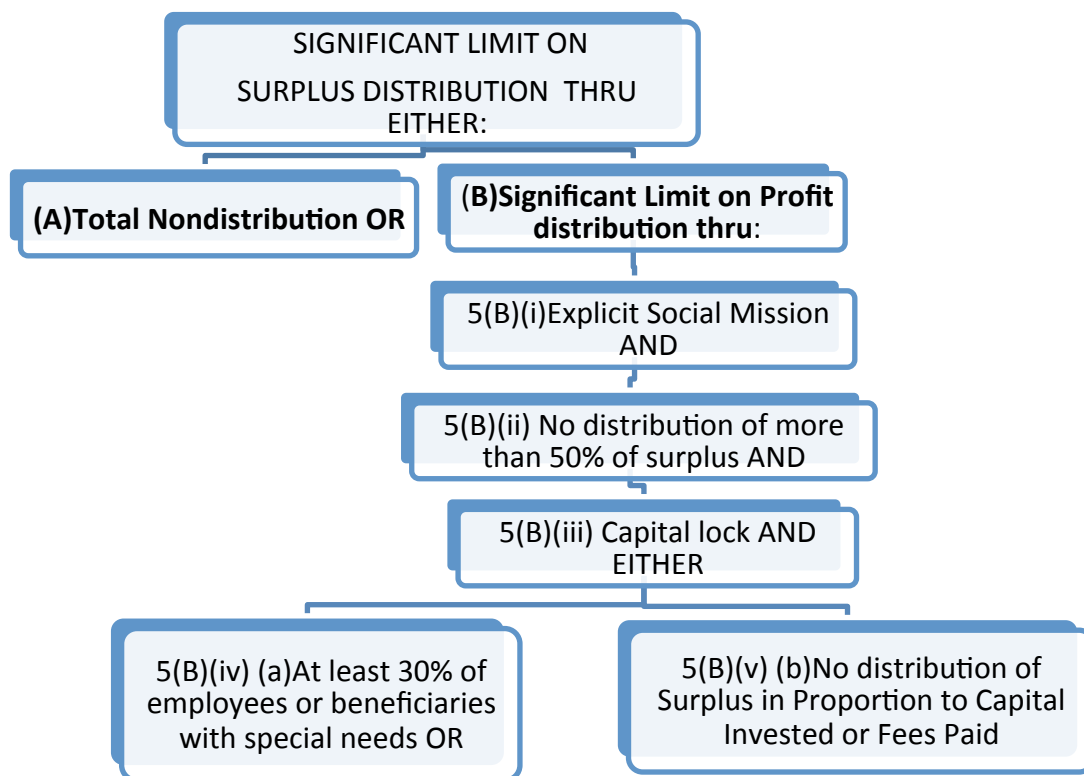 SIGNIFICANT LIMIT ON
SURPLUS DISTRIBUTION THRU
EITHER:
(A)Total Nondistribution OR
(B)Significant Limit on Profit
distribution thru:
5(B)(i)Explicit Social Mission
AND
5(B)(ii) No distribution of more
than 50% of surplus AND
5(B)(iii) Capital lock AND
EITHER
5(B)(iv) (a)At least 30% of
employees or beneficiaries
with special needs OR
5(B)(v) (b)No distribution of
Surplus in Proportion to Capital
Invested or Fees Paid